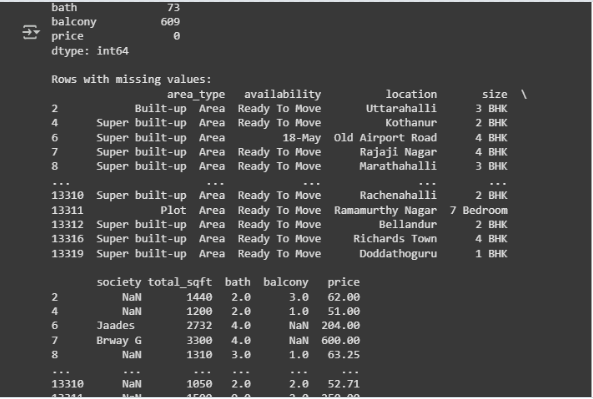 bath 73
balcony 609
price 0
dtype: int64
Rows with missing values:
area_type availability location size \
2 Built-up Area Ready To Move Uttarahalli 3 BHK
4 Super built-up Area Ready To Move Kothanur 2 BHK
6 Super built-up Area 18-May Old Airport Road 4 BHK
7 Super built-up Area Ready To Move Rajaji Nagar 4 BHK
8 Super built-up Area Ready To Move Marathahalli 3 BHK
... ... ... ... ...
13310 Super built-up Area Ready To Move Rachenahalli 2 BHK
13311 Plot Area Ready To Move Ramamurthy Nagar 7 Bedroom
13312 Super built-up Area Ready To Move Bellandur 2 BHK
13316 Super built-up Area Ready To Move Richards Town 4 BHK
13319 Super built-up Area Ready To Move Doddathoguru 1 BHK
society total_sqft bath balcony price
2 NaN 1440 2.0 3.0 62.00
4 NaN 1200 2.0 1.0 51.00
6 Jaades 2732 4.0 NaN 204.00
7 Brway G 3300 4.0 NaN 600.00
8 NaN 1310 3.0 1.0 63.25
... ... ... ... ... ...
13310 NaN 1050 2.0 2.0 52.71